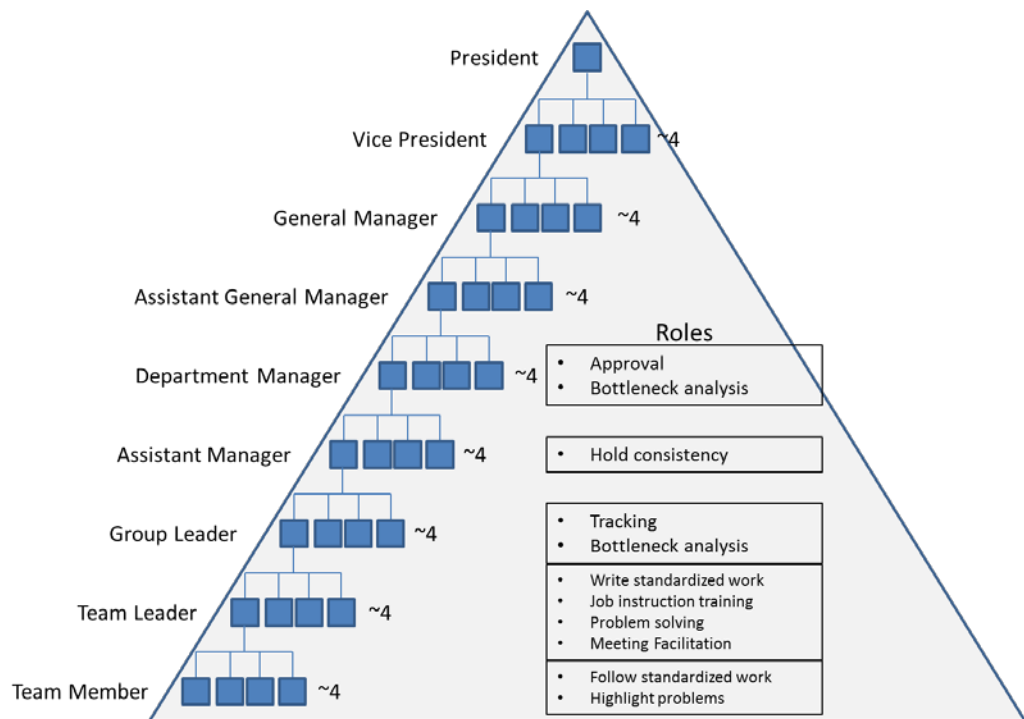 President
Vice President
~4
General Manager
~4
Assistant General Manager
~4
Roles
Department Manager
~4
• Approval
• Bottleneck analysis
Assistant Manager
~4
• Hold consistency
Group Leader
~4
• Tracking
• Bottleneck analysis
Team Leader
~4
• Write standardized work
• Job instruction training
• Problem solving
• Meeting Facilitation
Team Member
~4
• Follow standardized work
• Highlight problems